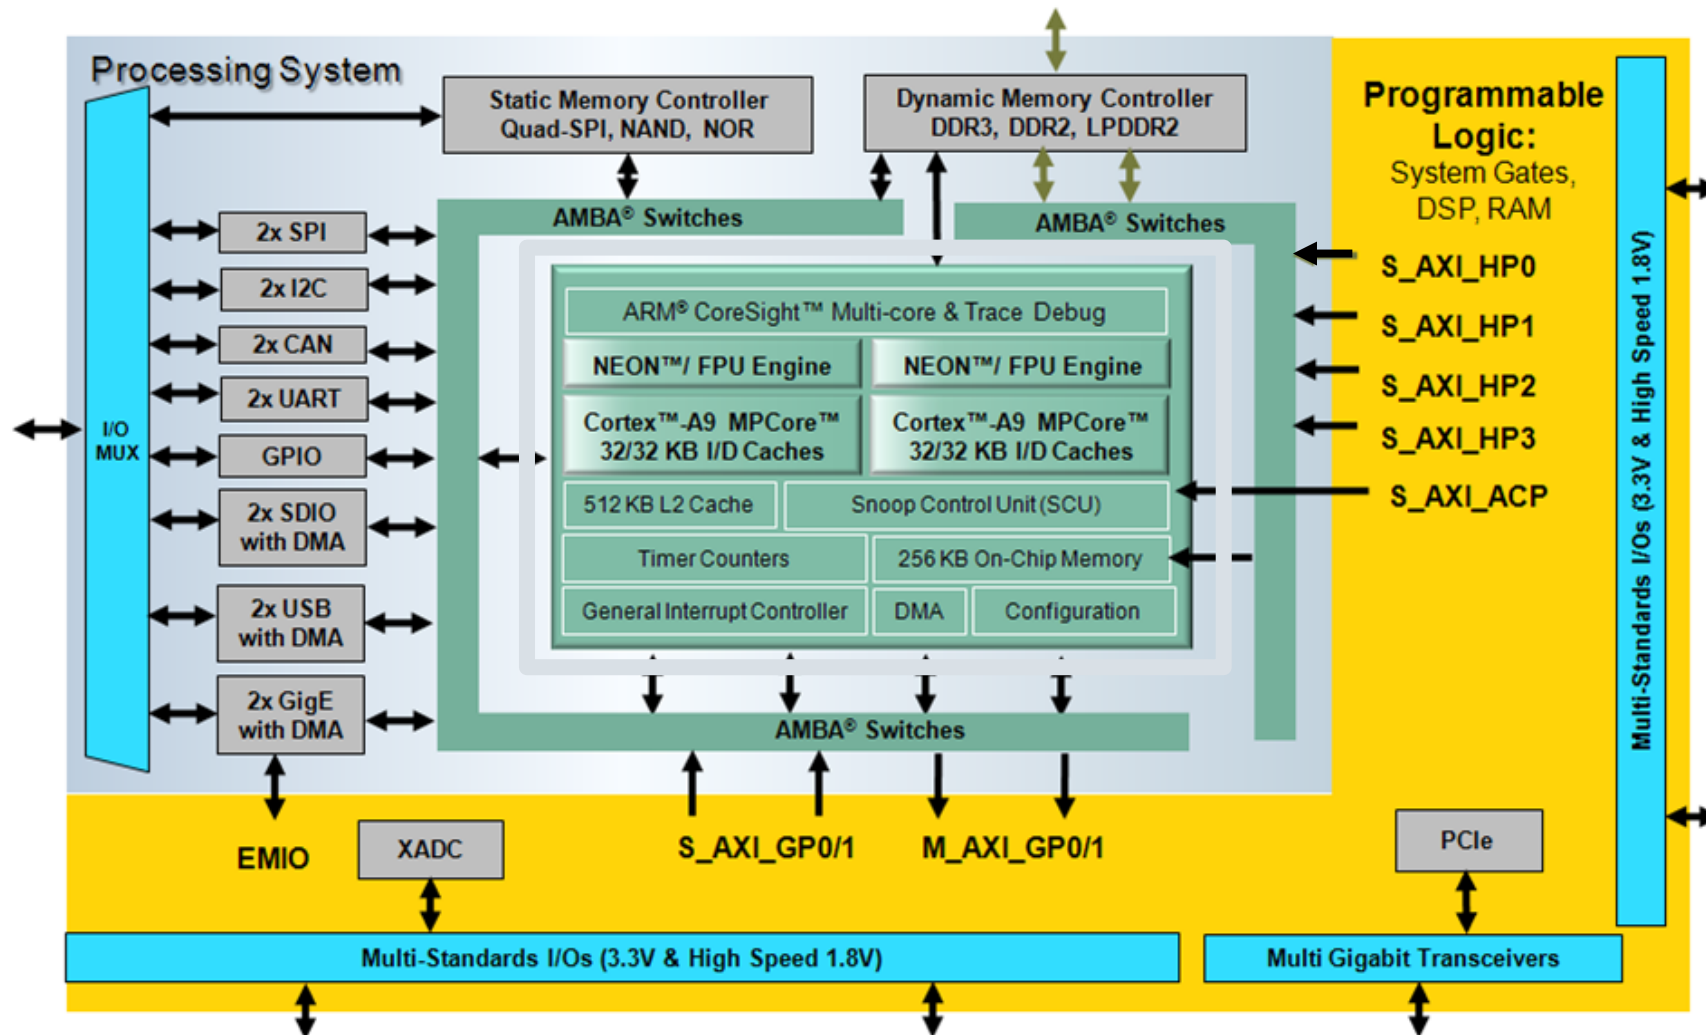 Processing System
Static Memory Controller
Quad-SPI, NAND, NOR
Dynamic Memory Controller
DDR3, DDR2, LPDDR2
Programmable
Logic:
System Gates,
DSP, RAM
AMBA® Switches
AMBA® Switches
2x SPI
2x I2C
2x CAN
2x UART
GPIO
2x SDIO
with DMA
2x USB
with DMA
2x GigE
with DMA
I/O
MUX
ARM® CoreSight™ Multi-core & Trace Debug
NEON™/ FPU Engine
NEON™/ FPU Engine
Cortex™-A9 MPCore™
32/32 KB I/D Caches
Cortex™-A9 MPCore™
32/32 KB I/D Caches
512 KB L2 Cache
Snoop Control Unit (SCU)
Timer Counters
256 KB On-Chip Memory
General Interrupt Controller
DMA
Configuration
AMBA® Switches
S_AXI_HP0
S_AXI_HP1
S_AXI_HP2
S_AXI_HP3
S_AXI_ACP
Multi-Standards I/Os (3.3V & High Speed 1.8V)
EMIO
XADC
S_AXI_GP0/1
M_AXI_GP0/1
PCIe
Multi-Standards I/Os (3.3V & High Speed 1.8V)
Multi Gigabit Transceivers